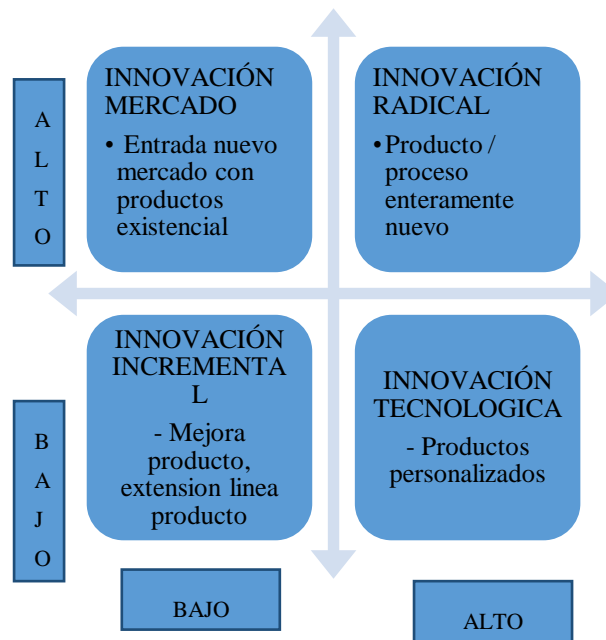 A
L
T
O
INNOVACIÓN
MERCADO
• Entrada nuevo
mercado con
productos
existencial
INNOVACIÓN
RADICAL
• Producto /
proceso
enteramente
nuevo
B
A
J
O
INNOVACIÓN
INCREMENTA
L
- Mejora
producto,
extension linea
producto
INNOVACIÓN
TECNOLOGICA
- Productos
personalizados
BAJO
ALTO